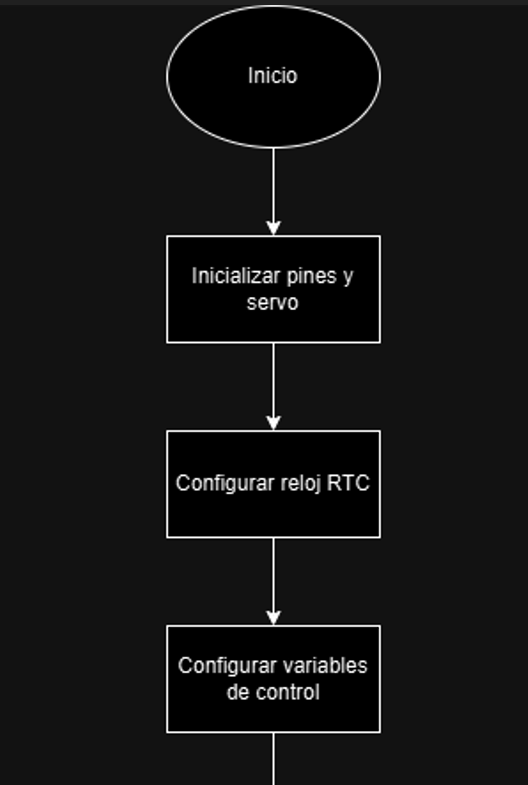 Inicio
Inicializar pines y
servo
Configurar reloj RTC
Configurar variables
de control